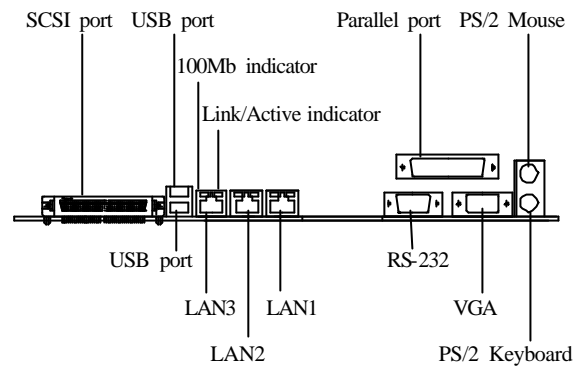 SCSI port USB port Parallel port PS/2 Mouse
100Mb indicator
Link/Active indicator
USB port RS-232
LAN3 LAN1 VGA
LAN2 PS/2 Keyboard